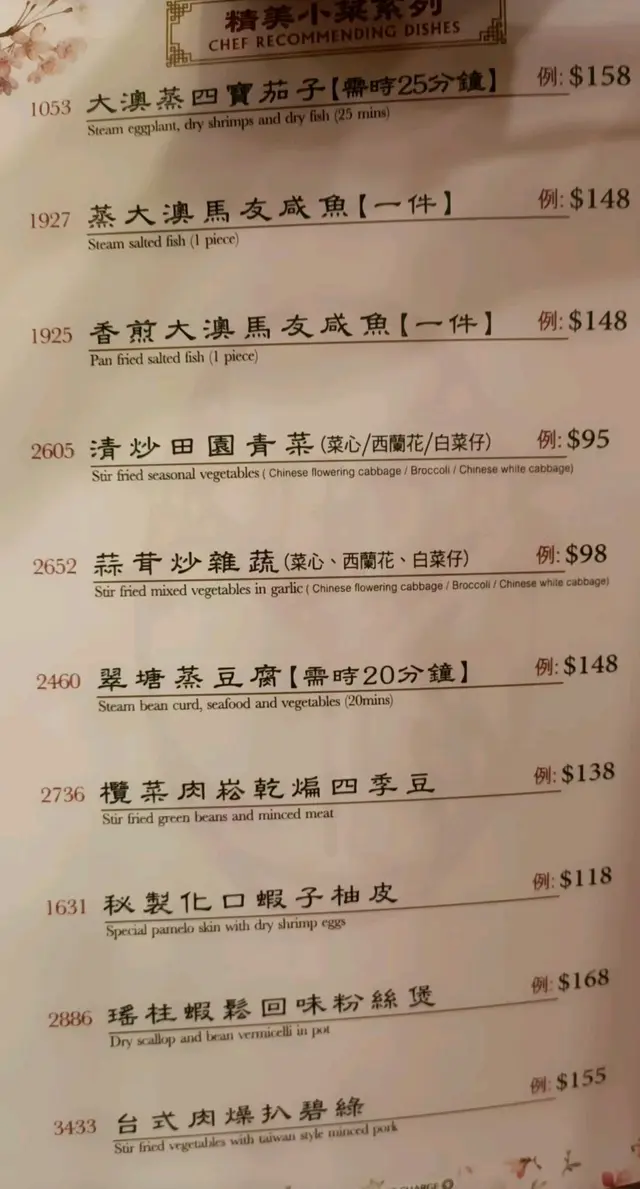 精美小菜系列
CHEF RECOMMENDING DISHES
1053 大澳蒸四寶茄子【需時25分鐘】 例: $158
Steam eggplant, dry shrimps and dry fish (25 mins)
1927 蒸大澳馬友咸魚【一件】 例: $148
Steam salted fish (1 piece)
1925 香煎大澳馬友咸魚【一件】 例: $148
Pan fried salted fish (1 piece)
2605 清炒田園青菜(菜心/西蘭花/白菜仔) 例: $95
Stir fried seasonal vegetables ( Chinese flowering cabbage / Broccoli / Chinese white cabbage)
2652 蒜茸炒雜蔬(菜心、西蘭花、白菜仔) 例: $98
Stir fried mixed vegetables in garlic ( Chinese flowering cabbage / Broccoli / Chinese white cabbage)
2460 翠塘蒸豆腐【需時20分鐘】 例: $148
Steam bean curd, seafood and vegetables (20mins)
2736 欖菜肉崧乾煸四季豆 例: $138
Stir fried green beans and minced meat
1631 秘製化口蝦子柚皮 例: $118
Special pamelo skin with dry shrimp eggs
2886 瑤柱蝦鬆回味粉絲煲 例: $168
Dry scallop and bean vermicelli in pot
3433 台式肉燥扒碧綠 例: $155
Stir fried vegetables with taiwan style minced pork